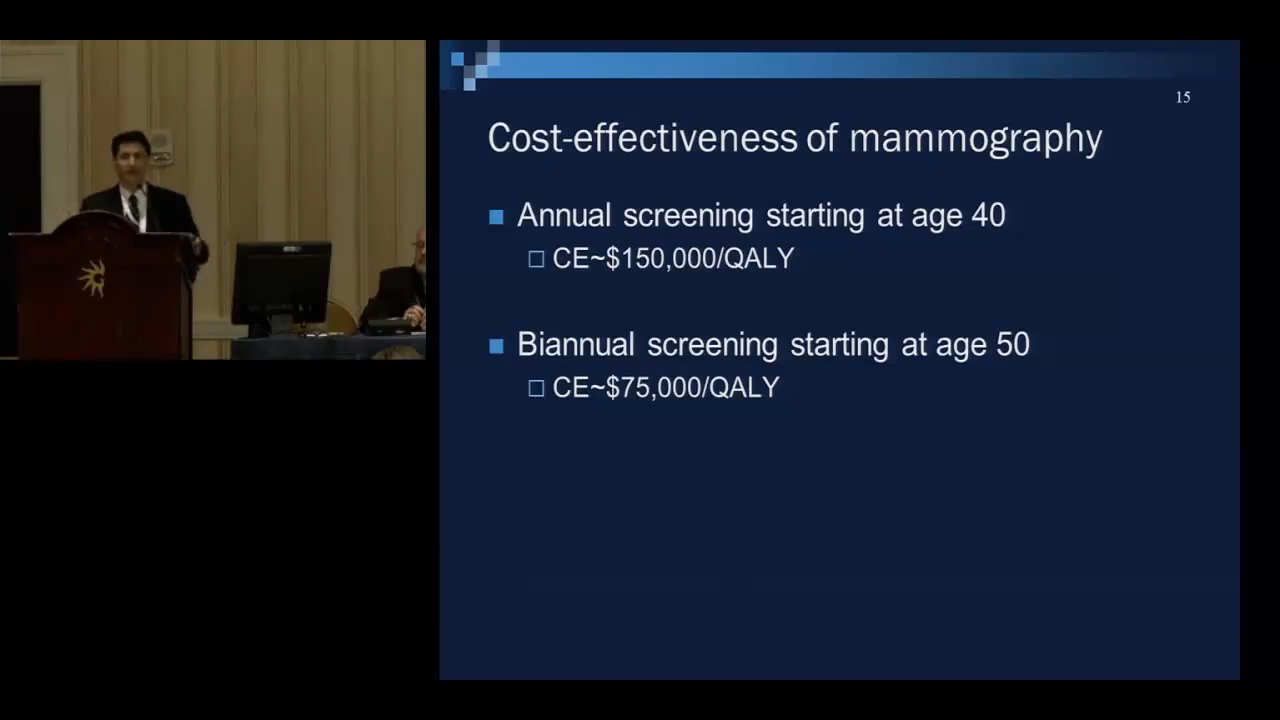 15
Cost-effectiveness of mammography
Annual screening starting at age 40
CE~$150,000/QALY
Biannual screening starting at age 50
CE~$75,000/QALY